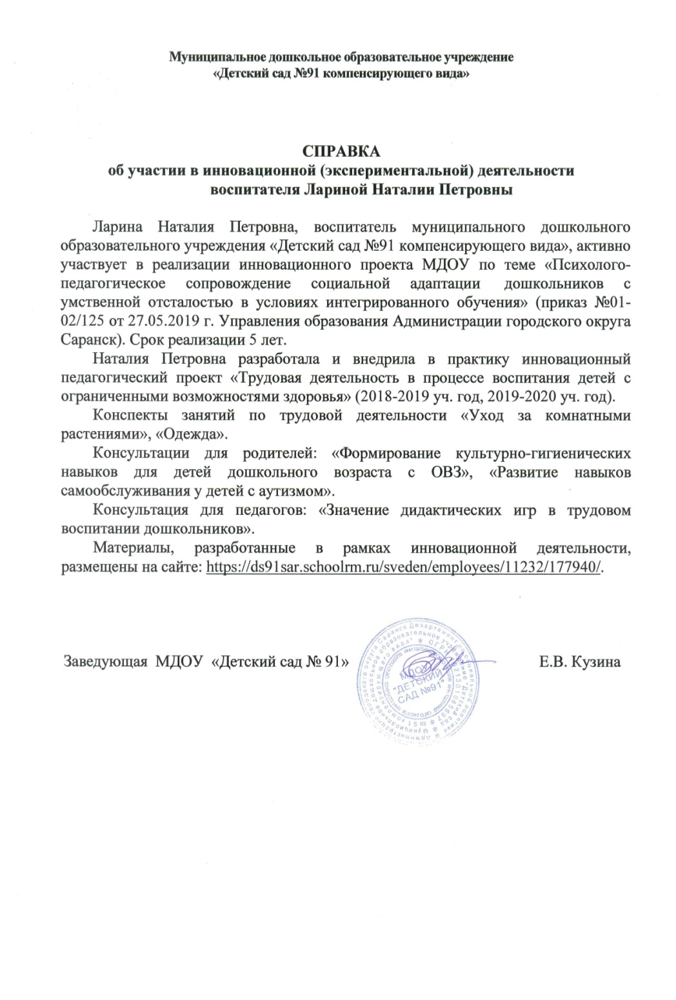 Муниципальное дошкольное образовательное учреждение
«Детский сад №91 компенсирующего вида»
СПРАВКА
об участии в инновационной (экспериментальной) деятельности
воспитателя Лариной Наталии Петровны
Ларина Наталия Петровна, воспитатель муниципального дошкольного
образовательного учреждения «Детский сад №91 компенсирующего вида», активно
участвует в реализации инновационного проекта МДОУ по теме «Психолого-
педагогическое сопровождение социальной адаптации дошкольников с
умственной отсталостью в условиях интегрированного обучения» (приказ №01-
02/125 от 27.05.2019 г. Управления образования Администрации городского округа
Саранск). Срок реализации 5 лет.
Наталия Петровна разработала и внедрила в практику инновационный
педагогический проект «Трудовая деятельность в процессе воспитания детей с
ограниченными возможностями здоровья» (2018-2019 уч. год, 2019-2020 уч. год).
Конспекты занятий по трудовой деятельности «Уход за комнатными
растениями», «Одежда».
Консультации для родителей: «Формирование культурно-гигиенических
навыков для детей дошкольного возраста с ОВЗ», «Развитие навыков
самообслуживания у детей с аутизмом».
Консультация для педагогов: «Значение дидактических игр в трудовом
воспитании дошкольников».
Материалы, разработанные в рамках инновационной деятельности,
размещены на сайте: https://ds91sar.schoolrm.ru/sveden/employees/11232/177940/.
Заведующая МДОУ «Детский сад № 91» Е.В. Кузина
МДОУ
"ДЕТСКИЙ
САД №91"